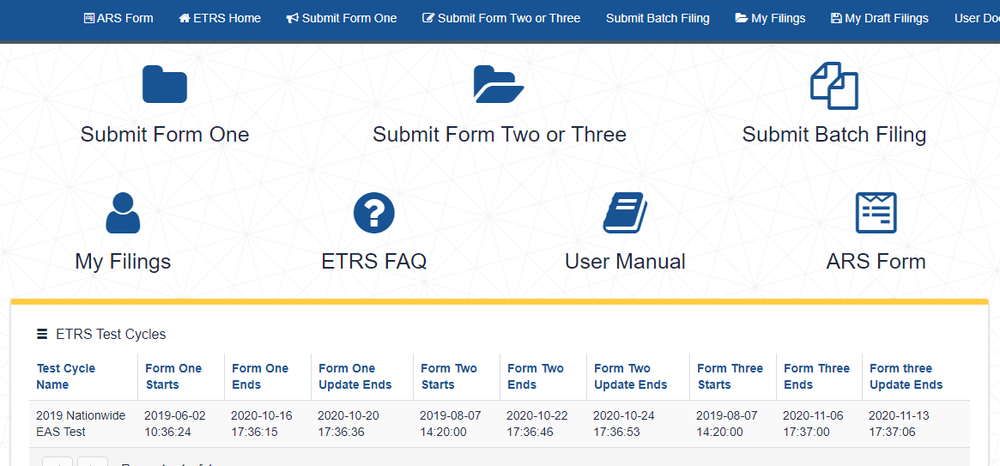 ARS Form ETRS Home Submit Form One Submit Form Two or Three Submit Batch Filing My Filings My Draft Filings User
Submit Form One Submit Form Two or Three Submit Batch Filing
My Filings ETRS FAQ User Manual ARS Form
ETRS Test Cycles
Test Cycle Form One Form One Form One Form Two Form Two Form Two Form Three Form Three Form three
Name Starts Ends Update Ends Starts Ends Update Ends Starts Ends Update Ends
2019 Nationwide 2019-06-02 2020-10-16 2020-10-20 2019-08-07 2020-10-22 2020-10-24 2019-08-07 2020-11-06 2020-11-13
EAS Test 10:36:24 17:36:15 17:36:36 14:20:00 17:36:46 17:36:53 14:20:00 17:37:00 17:37:06